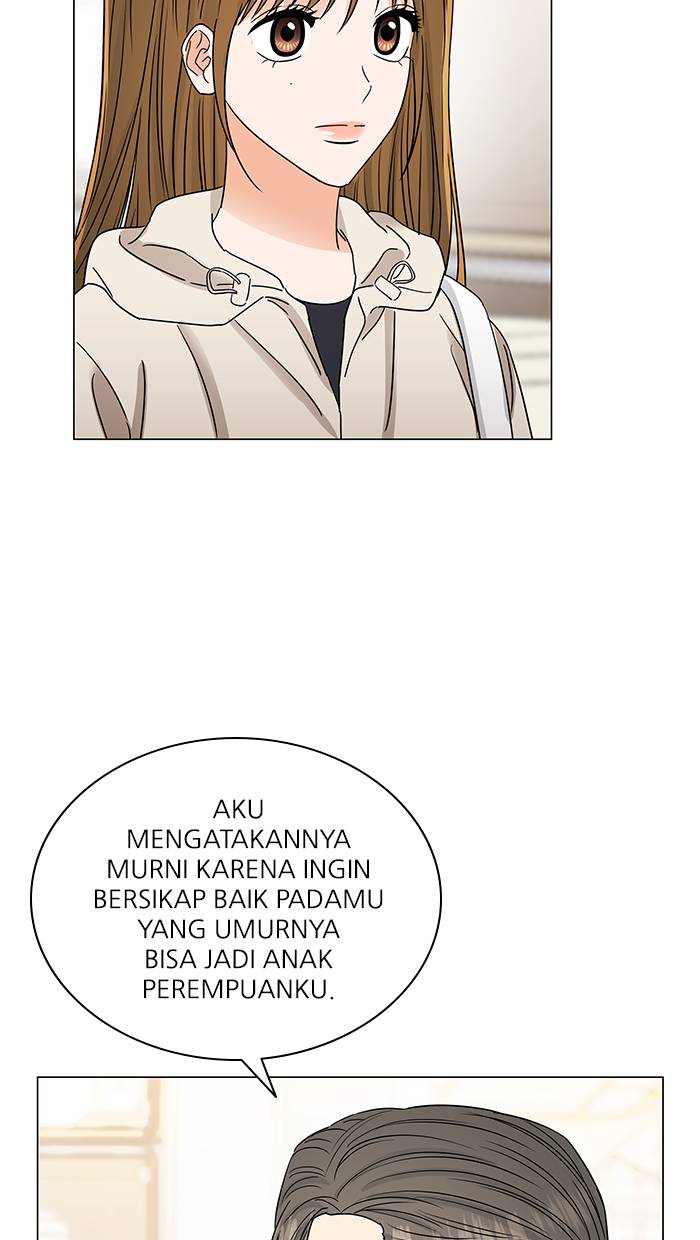 AKU
MENGATAKANNYA
MURNI KARENA INGIN
BERSIKAP BAIK PADAMU
YANG UMURNYA
BISA JADI ANAK
PEREMPUANKU.